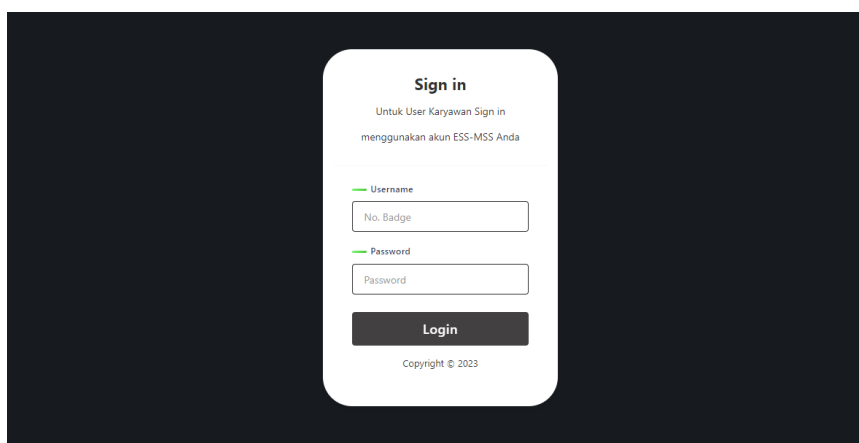 Sign in
Untuk User Karyawan Sign in
menggunakan akun ESS-MSS Anda
Username
No. Badge
Password
Password
Login
Copyright © 2023